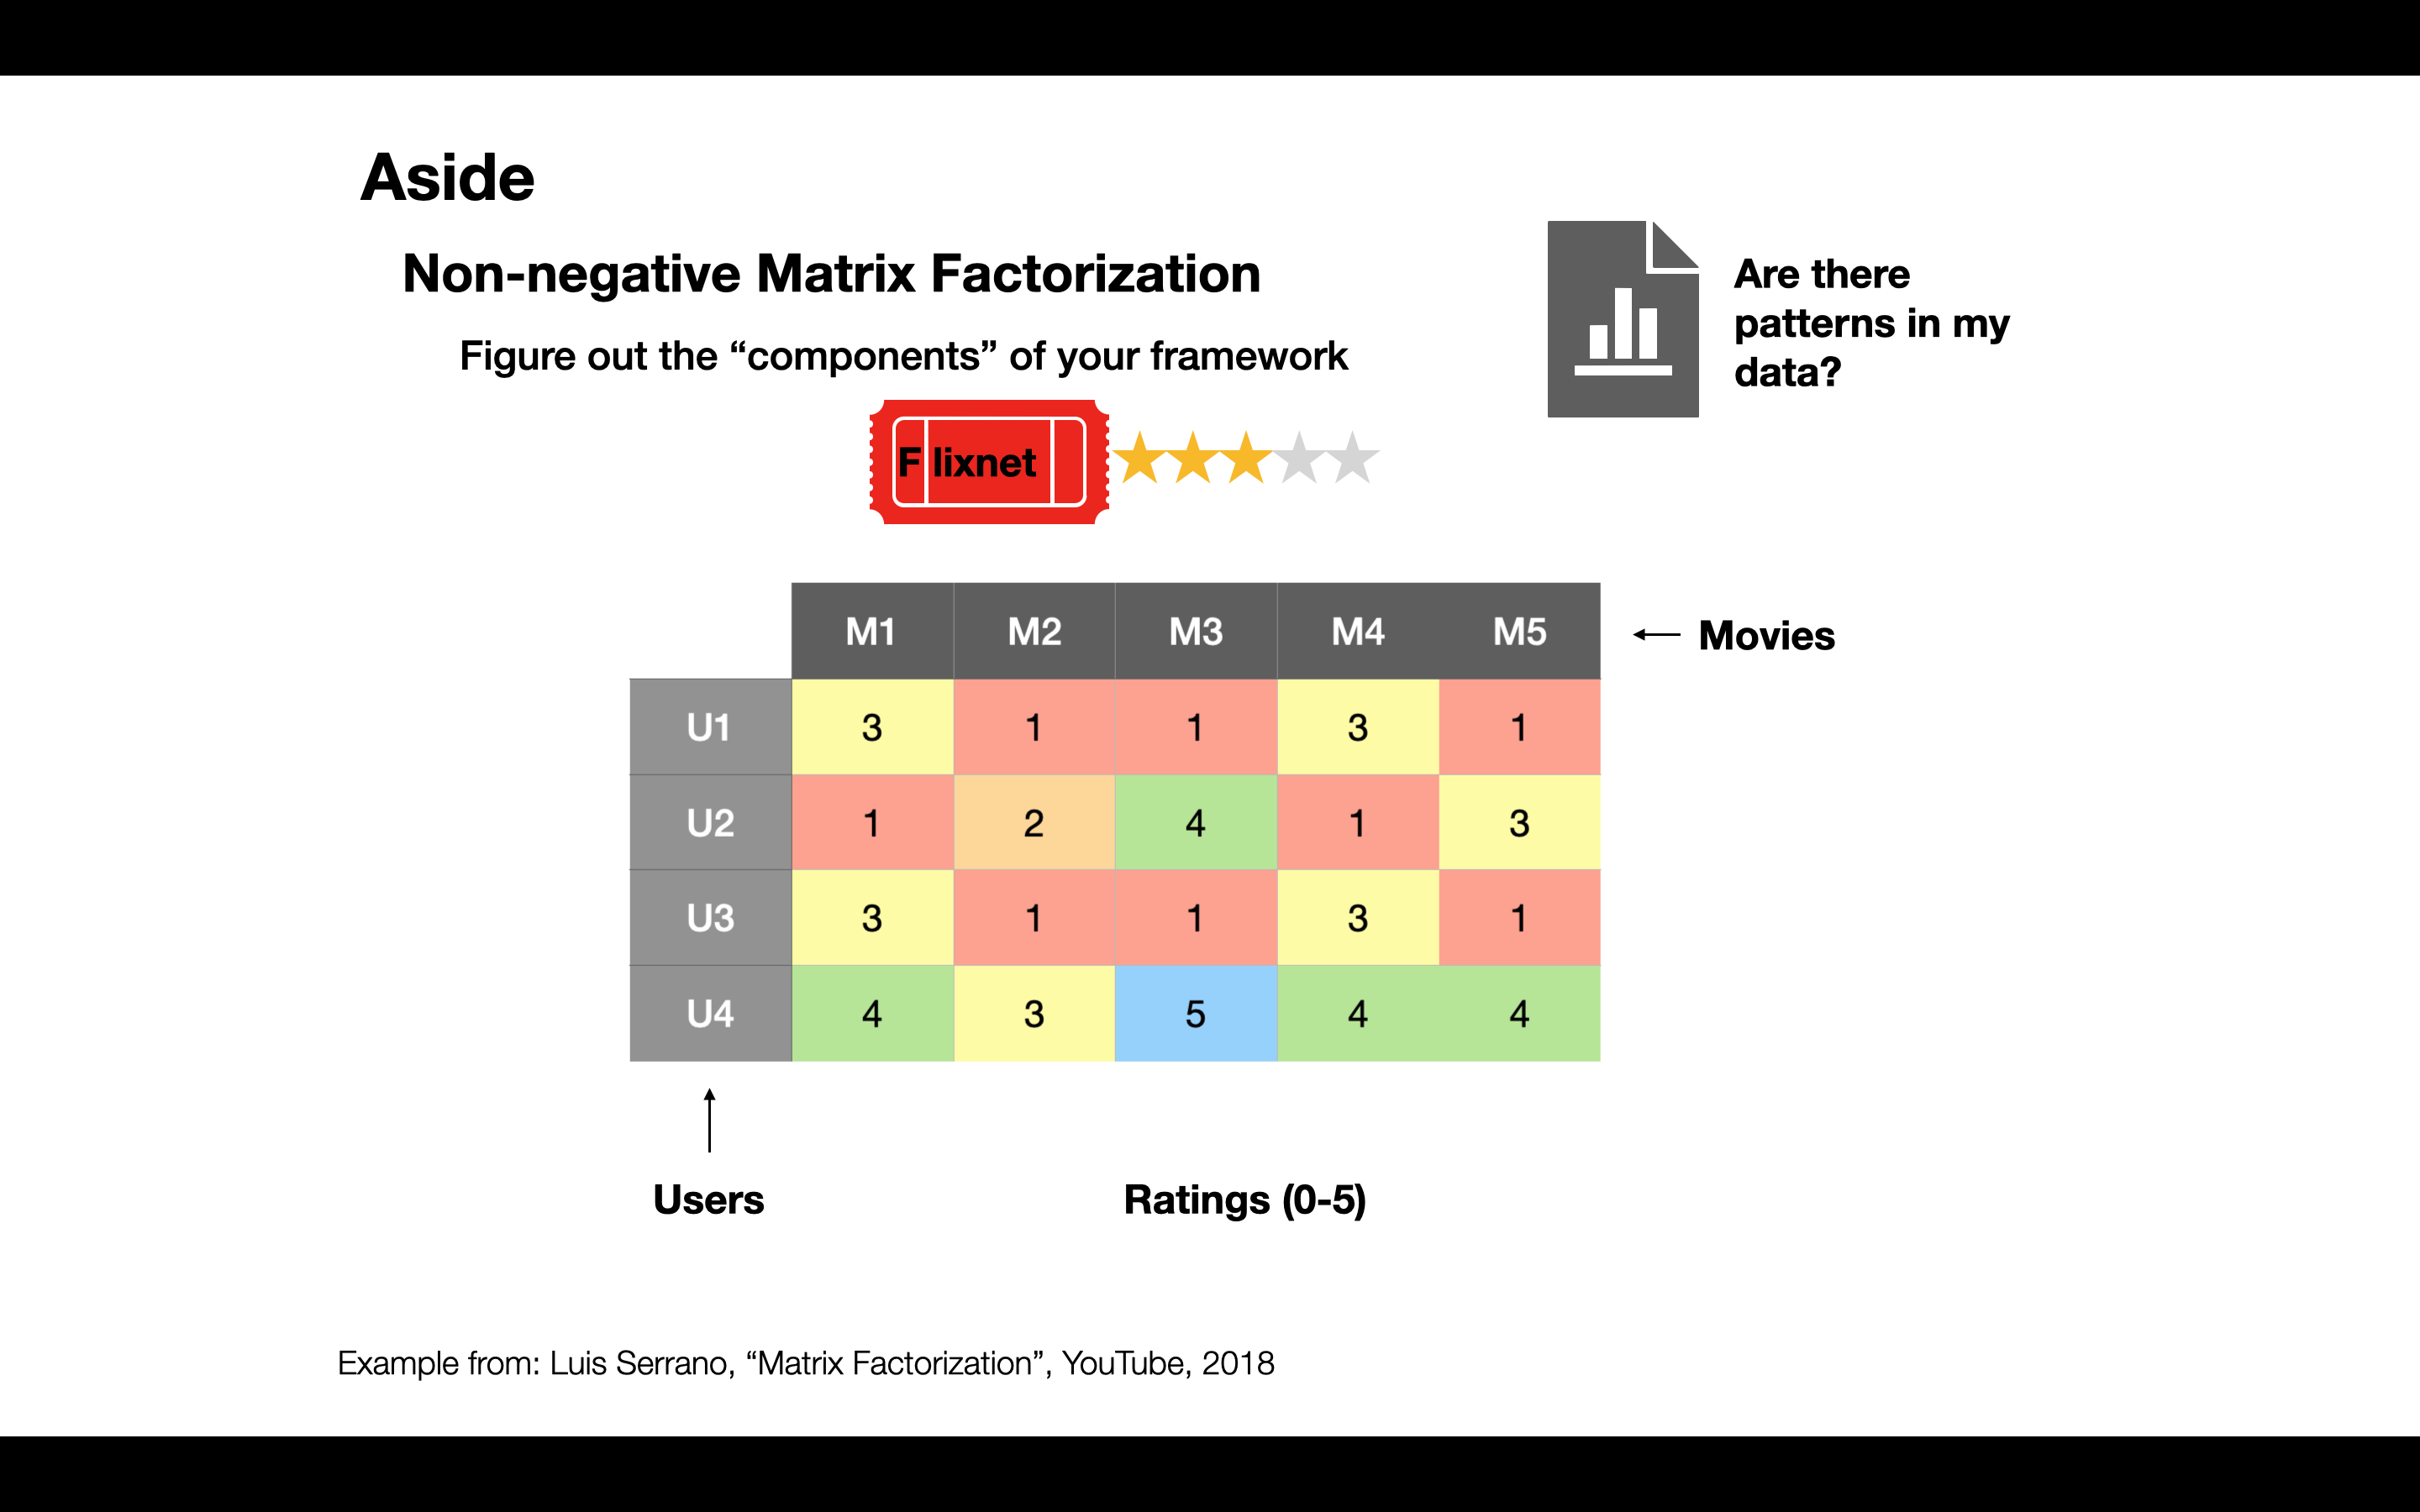 Aside
Non-negative Matrix Factorization
Figure out the “components” of your framework
Are there
patterns in my
data?
F lixnet
M1 M2 M3 M4 M5
Movies
U1 3 1 1 3 1
U2 1 2 4 1 3
U3 3 1 1 3 1
U4 4 3 5 4 4
Users
Ratings (0-5)
Example from: Luis Serrano, “Matrix Factorization”, YouTube, 2018